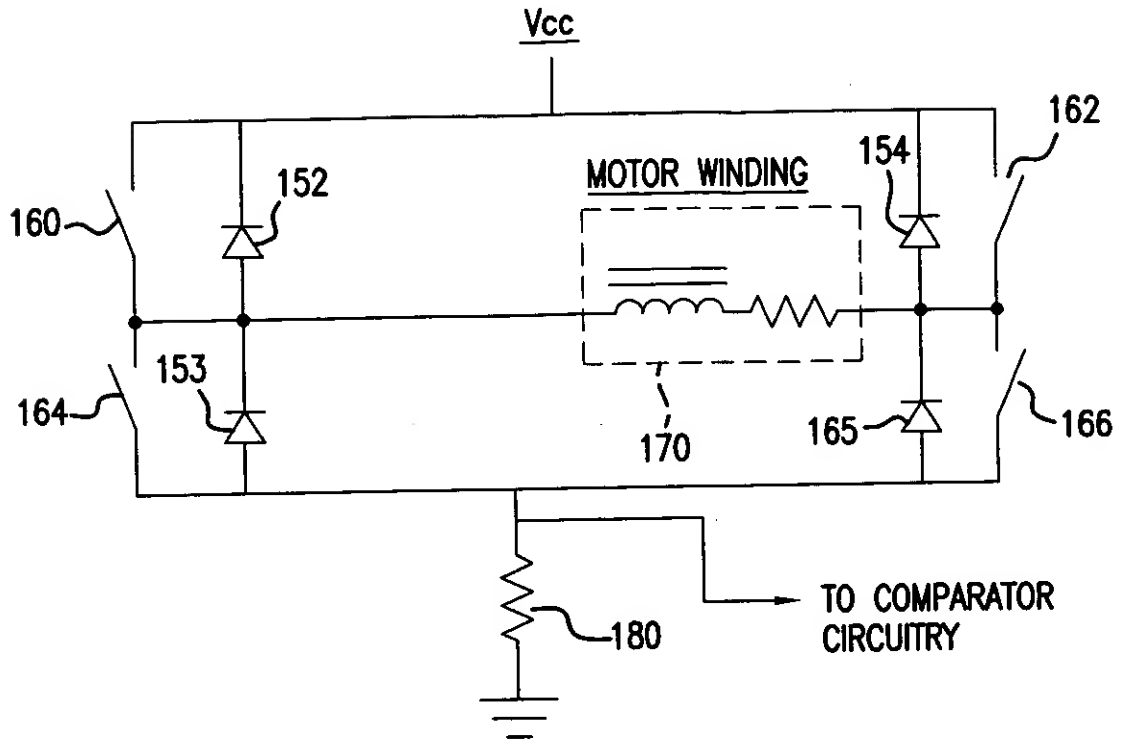 Vcc
162
154
152
MOTOR WINDING
160
153
164
165
166
170
TO COMPARATOR
CIRCUITRY
180